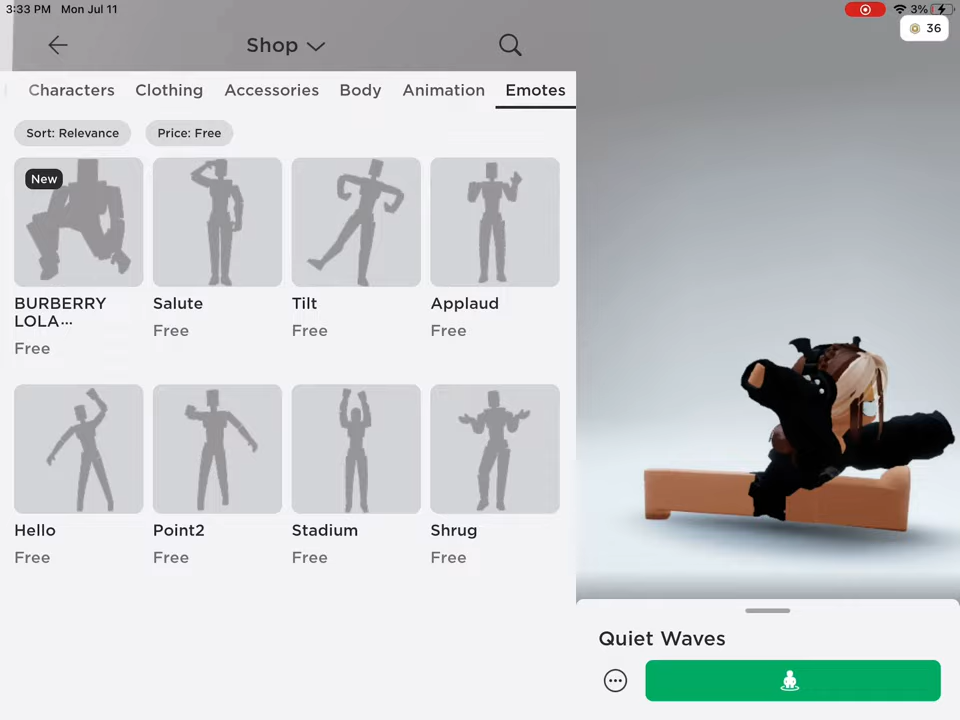 3:33 PM Mon Jul 11
3%
36
Shop
Characters Clothing Accessories Body Animation Emotes
Sort: Relevance Price: Free
New
BURBERRY LOLA...
Free
Salute
Free
Tilt
Free
Applaud
Free
Hello
Free
Point2
Free
Stadium
Free
Shrug
Free
Quiet Waves